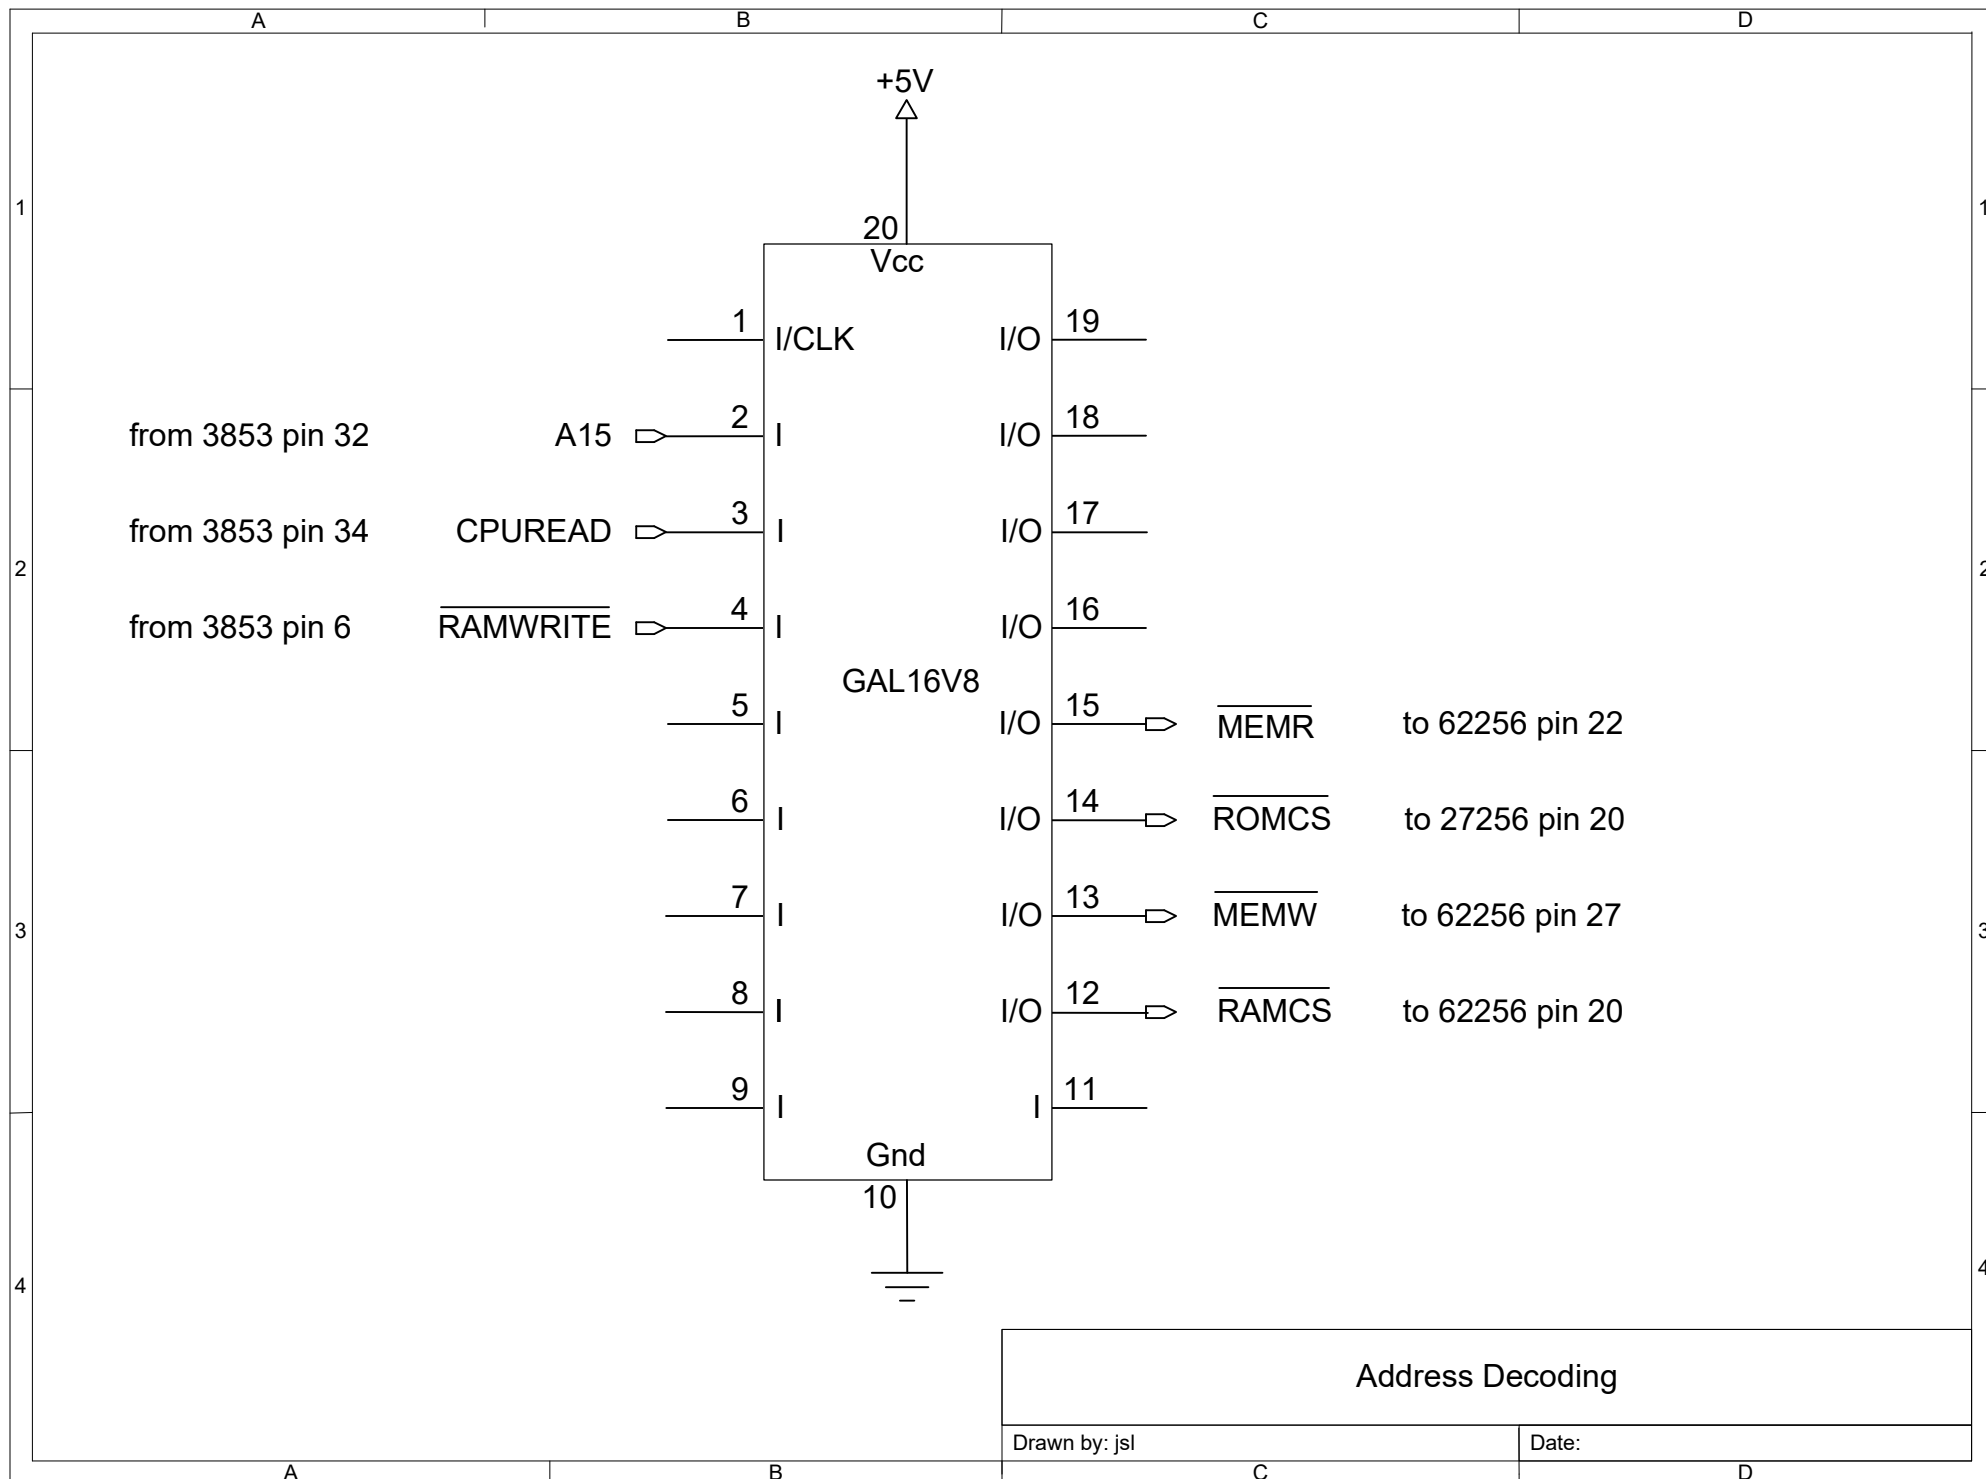 A B C D
+5V
1 1
20
Vcc
1 I/CLK I/O 19
from 3853 pin 32 A15 2 I I/O 18
from 3853 pin 34 CPUREAD 3 I I/O 17
2 2
from 3853 pin 6 RAMWRITE 4 I I/O 16
GAL16V8
5 I I/O 15 MEMR to 62256 pin 22
6 I I/O 14 ROMCS to 27256 pin 20
7 I I/O 13 MEMW to 62256 pin 27
3 3
8 I I/O 12 RAMCS to 62256 pin 20
9 I I 11
Gnd
10
4 4
Address Decoding
Drawn by: jsl Date:
A B C D